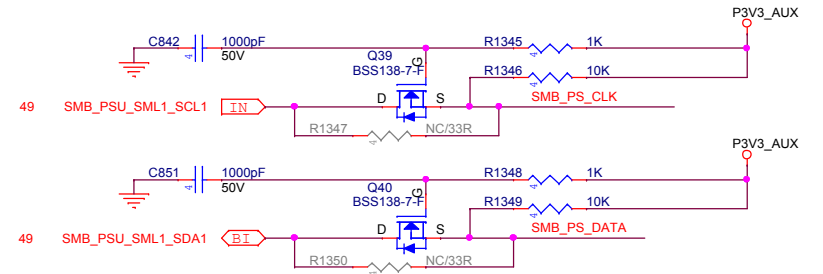 P3V3_AUX
C842 1000pF R1345 1K
4 50V Q39 4
BSS138-7-F G R1346 10K
4
49 SMB_PSU_SML1_SCL1 IN D S SMB_PS_CLK
R1347 NC/33R
4
P3V3_AUX
C851 1000pF R1348 1K
4 50V Q40 4
BSS138-7-F G R1349 10K
4
49 SMB_PSU_SML1_SDA1 BI D S SMB_PS_DATA
R1350 NC/33R
4